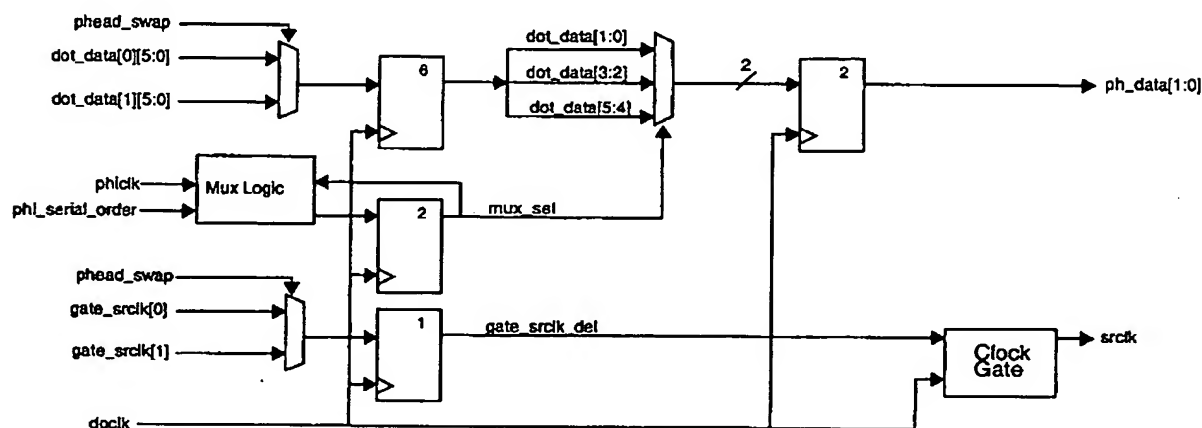 phead_swap
dot_data[0][5:0]
dot_data[1][5:0]
6
dot_data[1:0]
dot_data[3:2]
dot_data[5:4]
2
2
ph_data[1:0]
phiclk
phi_serial_order
Mux Logic
2
mux_sel
phead_swap
gate_srclk[0]
gate_srclk[1]
1
gate_srclk_del
Clock
Gate
srclk
doclk